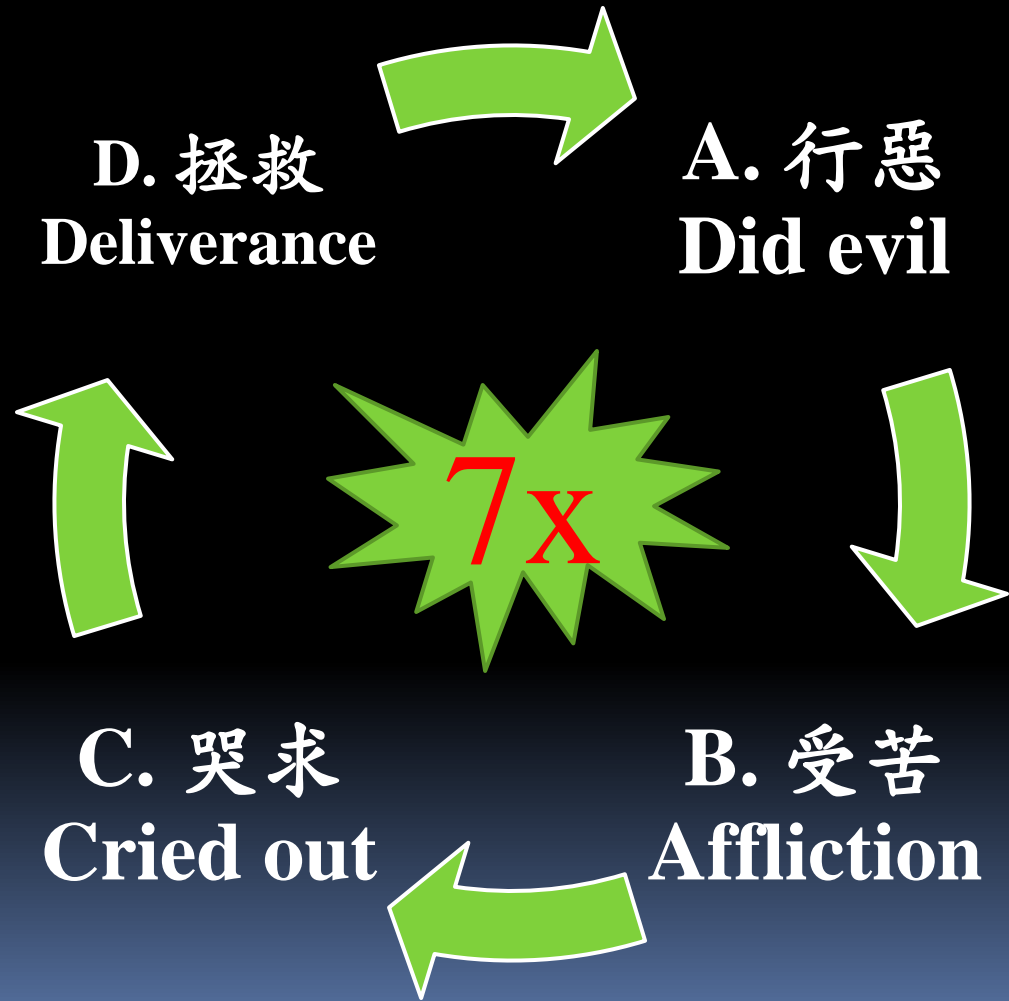 D. 拯救
Deliverance
A. 行惡
Did evil
7x
C. 哭求
Cried out
B. 受苦
Affliction